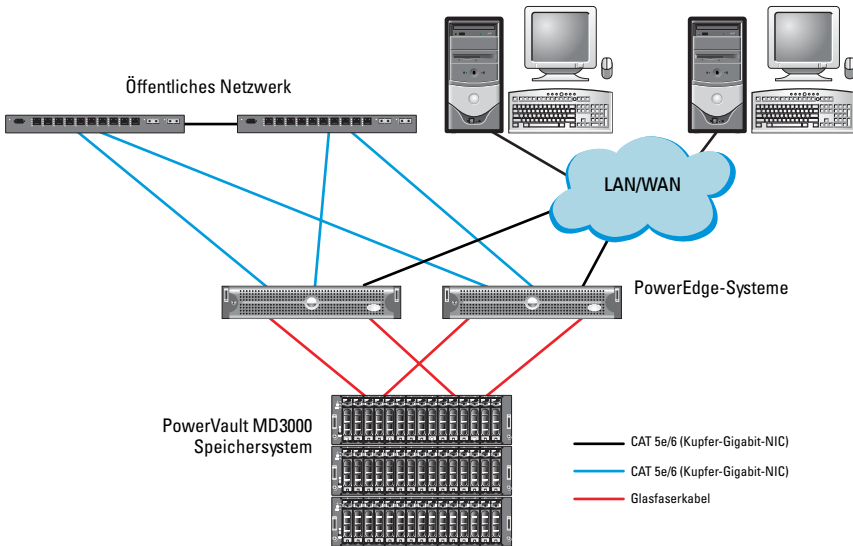 Öffentliches Netzwerk
LAN/WAN
PowerEdge-Systeme
PowerVault MD3000
Speichersystem
CAT 5e/6 (Kupfer-Gigabit-NIC)
CAT 5e/6 (Kupfer-Gigabit-NIC)
Glasfaserkabel